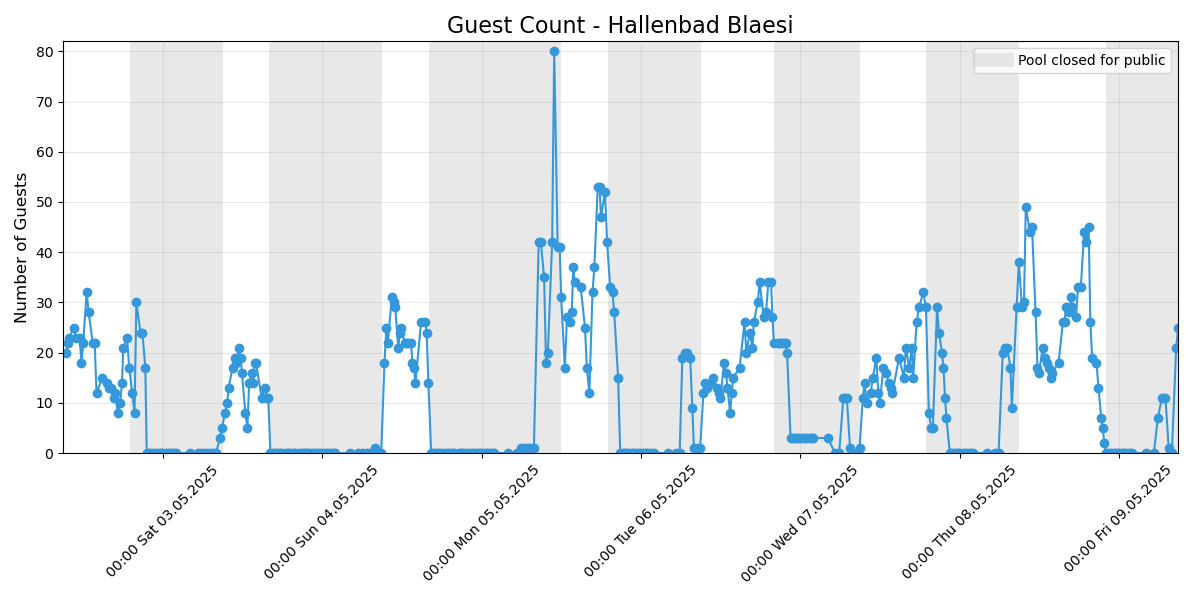 Guest Count - Hallenbad Blaesi
Pool closed for public
Number of Guests
80
70
60
50
40
30
20
10
0
00:00 Sat 03.05.2025
00:00 Sun 04.05.2025
00:00 Mon 05.05.2025
00:00 Tue 06.05.2025
00:00 Wed 07.05.2025
00:00 Thu 08.05.2025
00:00 Fri 09.05.2025